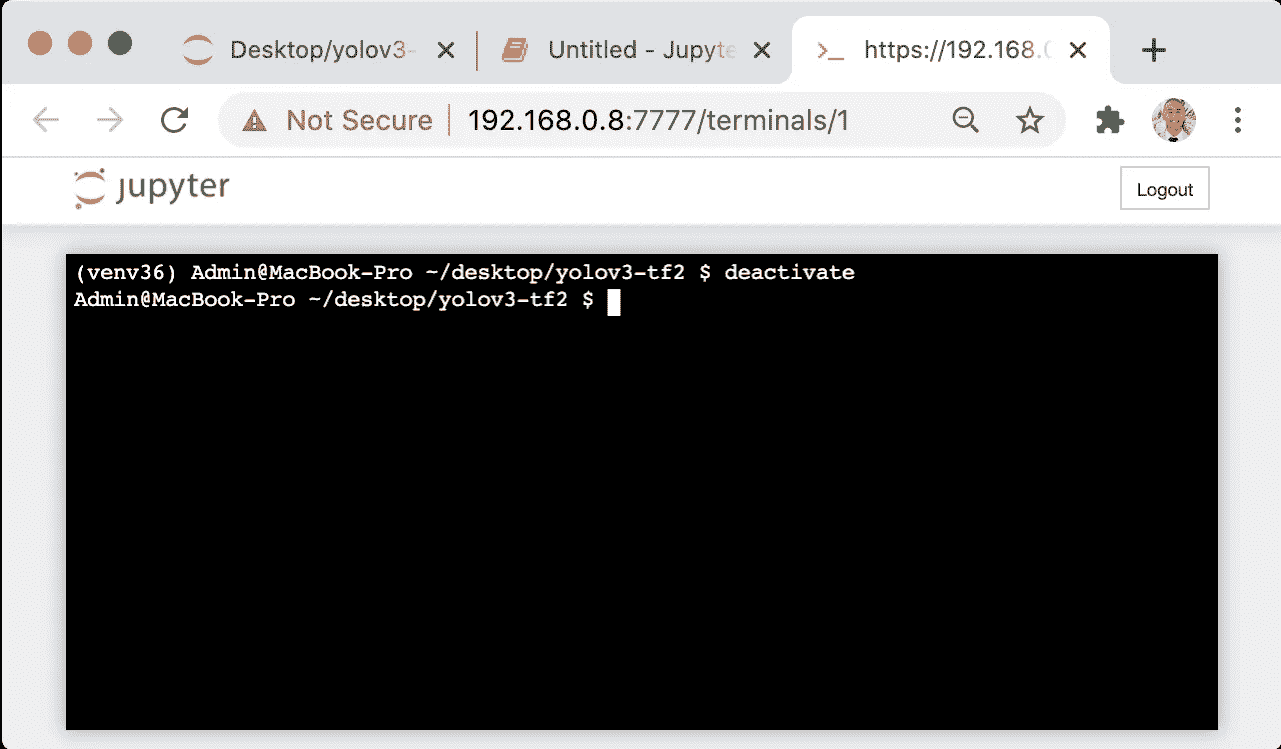 Desktop/yolov3-
Untitled - Jupyte
https://192.168.0
Not Secure 192.168.0.8:7777/terminals/1
jupyter
Logout
(venv36) Admin@MacBook-Pro ~/desktop/yolov3-tf2 $ deactivate
Admin@MacBook-Pro ~/desktop/yolov3-tf2 $